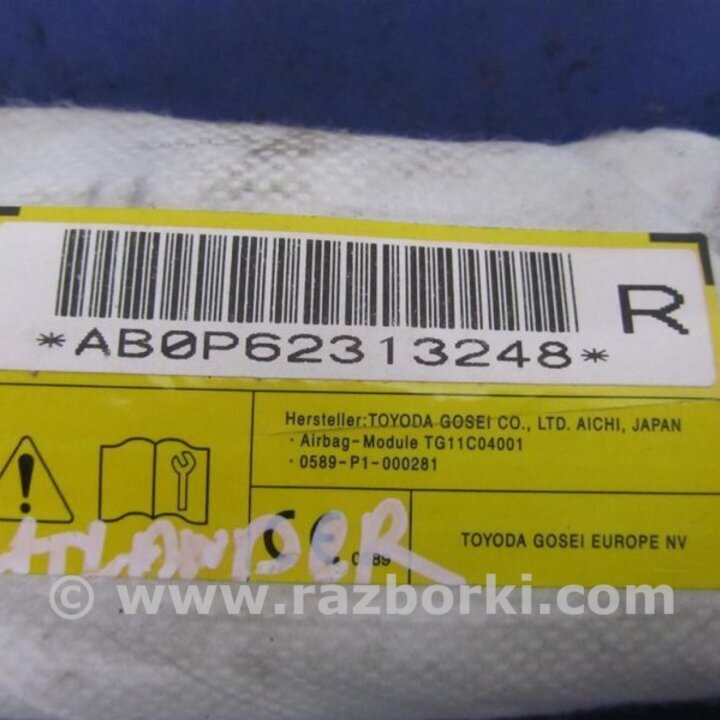 *AB0P62313248*
R
Hersteller:TOYODA GOSEI CO., LTD. AICHI, JAPAN
· Airbag-Module TG11C04001
· 0589-P1-000281
CE 0589
TOYODA GOSEI EUROPE NV
© www.razborki.com